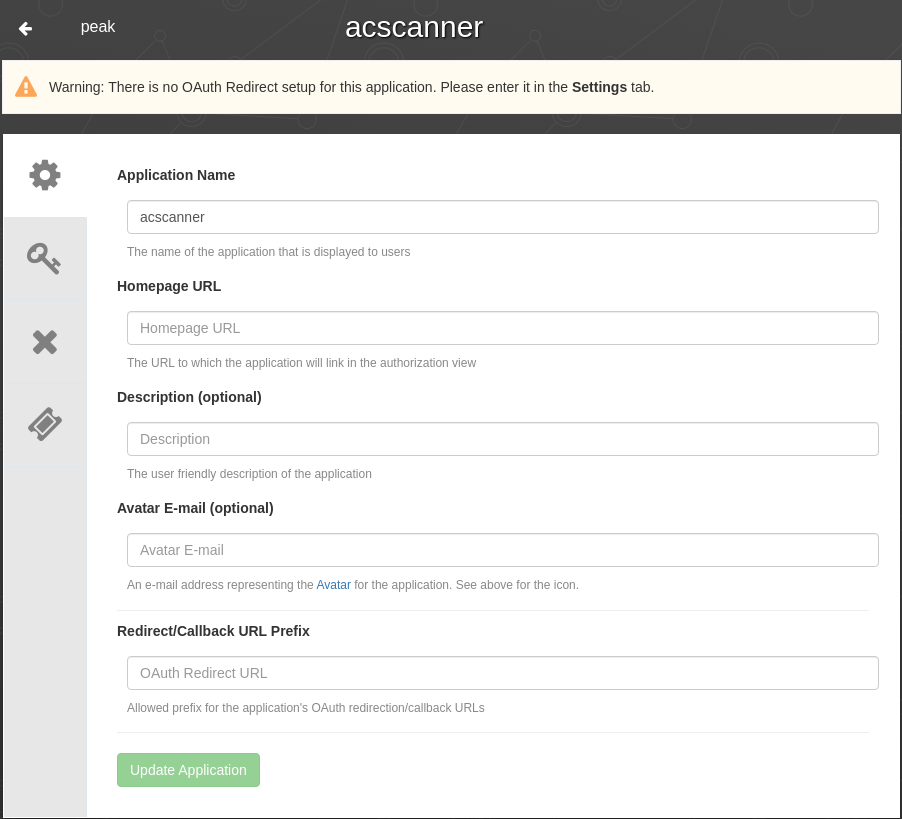 peak
acscanner
Warning: There is no OAuth Redirect setup for this application. Please enter it in the Settings tab.
Application Name
acscanner
The name of the application that is displayed to users
Homepage URL
Homepage URL
The URL to which the application will link in the authorization view
Description (optional)
Description
The user friendly description of the application
Avatar E-mail (optional)
Avatar E-mail
An e-mail address representing the Avatar for the application. See above for the icon.
Redirect/Callback URL Prefix
OAuth Redirect URL
Allowed prefix for the application's OAuth redirection/callback URLs
Update Application